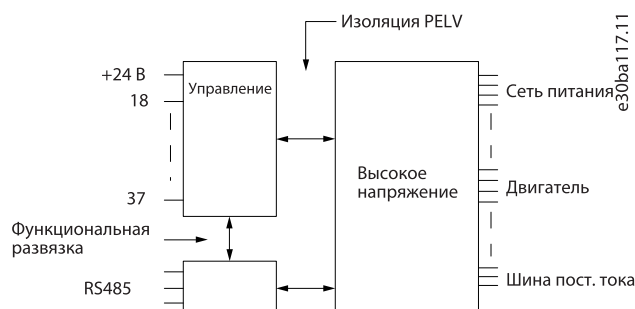 Изоляция PELV
e30ba117.11
+24 В
Управление
18
Сеть питания
Высокое
напряжение
37
Двигатель
Функциональная
развязка
RS485
Шина пост. тока